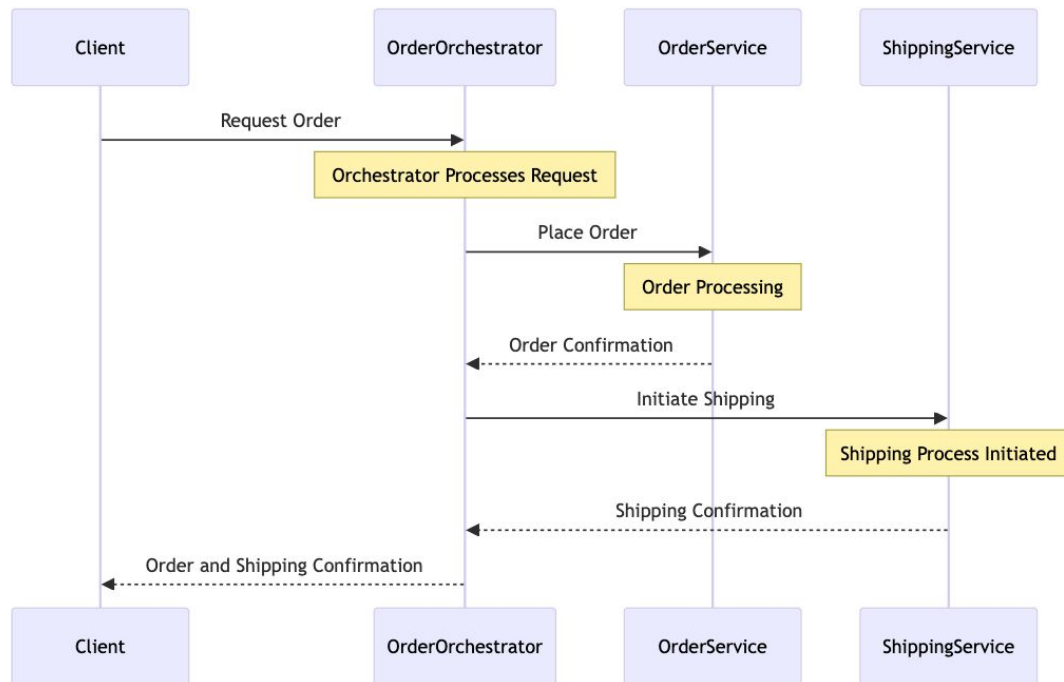 Client
OrderOrchestrator
OrderService
ShippingService
Request Order
Orchestrator Processes Request
Place Order
Order Processing
Order Confirmation
Initiate Shipping
Shipping Process Initiated
Shipping Confirmation
Order and Shipping Confirmation
Client
OrderOrchestrator
OrderService
ShippingService